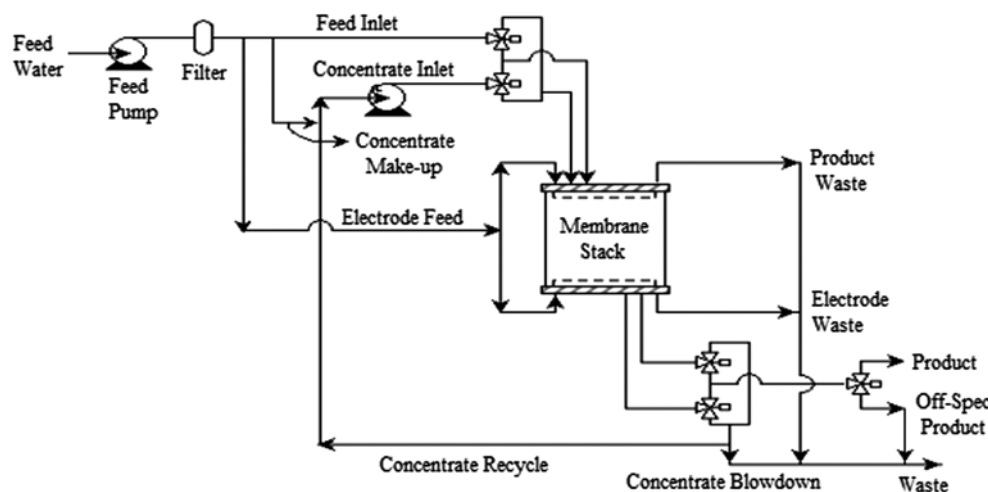 Feed Inlet
Feed
Water
Filter
Concentrate Inlet
Feed
Pump
Concentrate
Make-up
Product
Waste
Electrode Feed
Membrane
Stack
Electrode
Waste
Product
Off-Spec
Product
Concentrate Recycle
Concentrate Blowdown
Waste